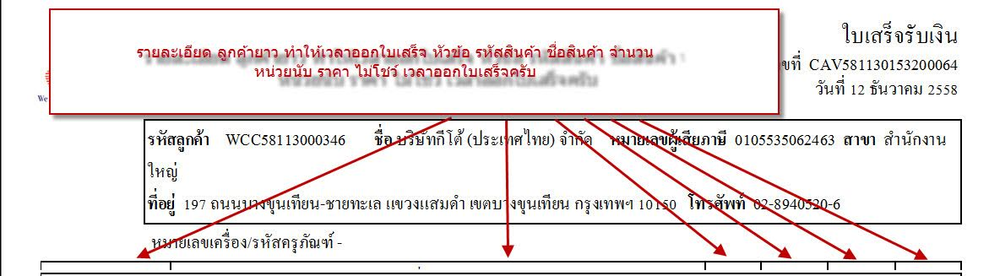 รายละเอียด ลูกค้ายาว ทำให้เวลาออกใบเสร็จ หัวข้อ รหัสสินค้า ชื่อสินค้า จำนวน
หน่วยนับ ราคา ไม่โชว์ เวลาออกใบเสร็จครับ
ใบเสร็จรับเงิน
ขที่ CAV581130153200064
วันที่ 12 ธันวาคม 2558
We
รหัสลูกค้า WCC58113000346 ชื่อ บริษัทกีโต้ (ประเทศไทย) จำกัด หมายเลขผู้เสียภาษี 0105535062463 สาขา สำนักงาน
ใหญ่
ที่อยู่ 197 ถนนบางขุนเทียน-ชายทะเล แขวงแสมดำ เขตบางขุนเทียน กรุงเทพฯ 10150 โทรศัพท์ 02-8940520-6
หมายเลขเครื่อง/รหัสครุภัณฑ์ -